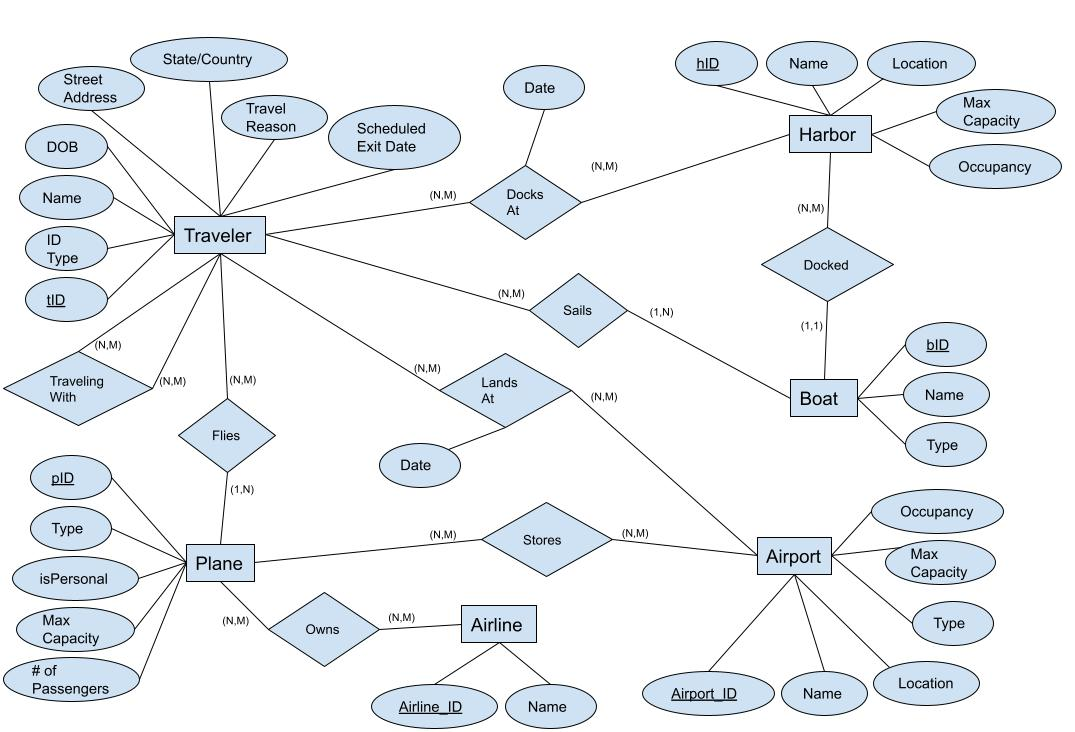 State/Country
Street
Address
Travel
Reason
Scheduled
Exit Date
DOB
Name
ID
Type
tID
Traveler
Date
Docks
At
(N,M)
(N,M)
hID
Name
Location
Max
Capacity
Occupancy
Harbor
(N,M)
Docked
(1,1)
(N,M)
Sails
(1,N)
Boat
bID
Name
Type
(N,M)
Traveling
With
(N,M)
(N,M)
Flies
(1,N)
(N,M)
Lands
At
(N,M)
Date
pID
Type
isPersonal
Max
Capacity
# of
Passengers
Plane
(N,M)
Stores
(N,M)
Airport
Occupancy
Max
Capacity
Type
Location
Name
Airport_ID
(N,M)
Owns
(N,M)
Airline
Airline_ID
Name